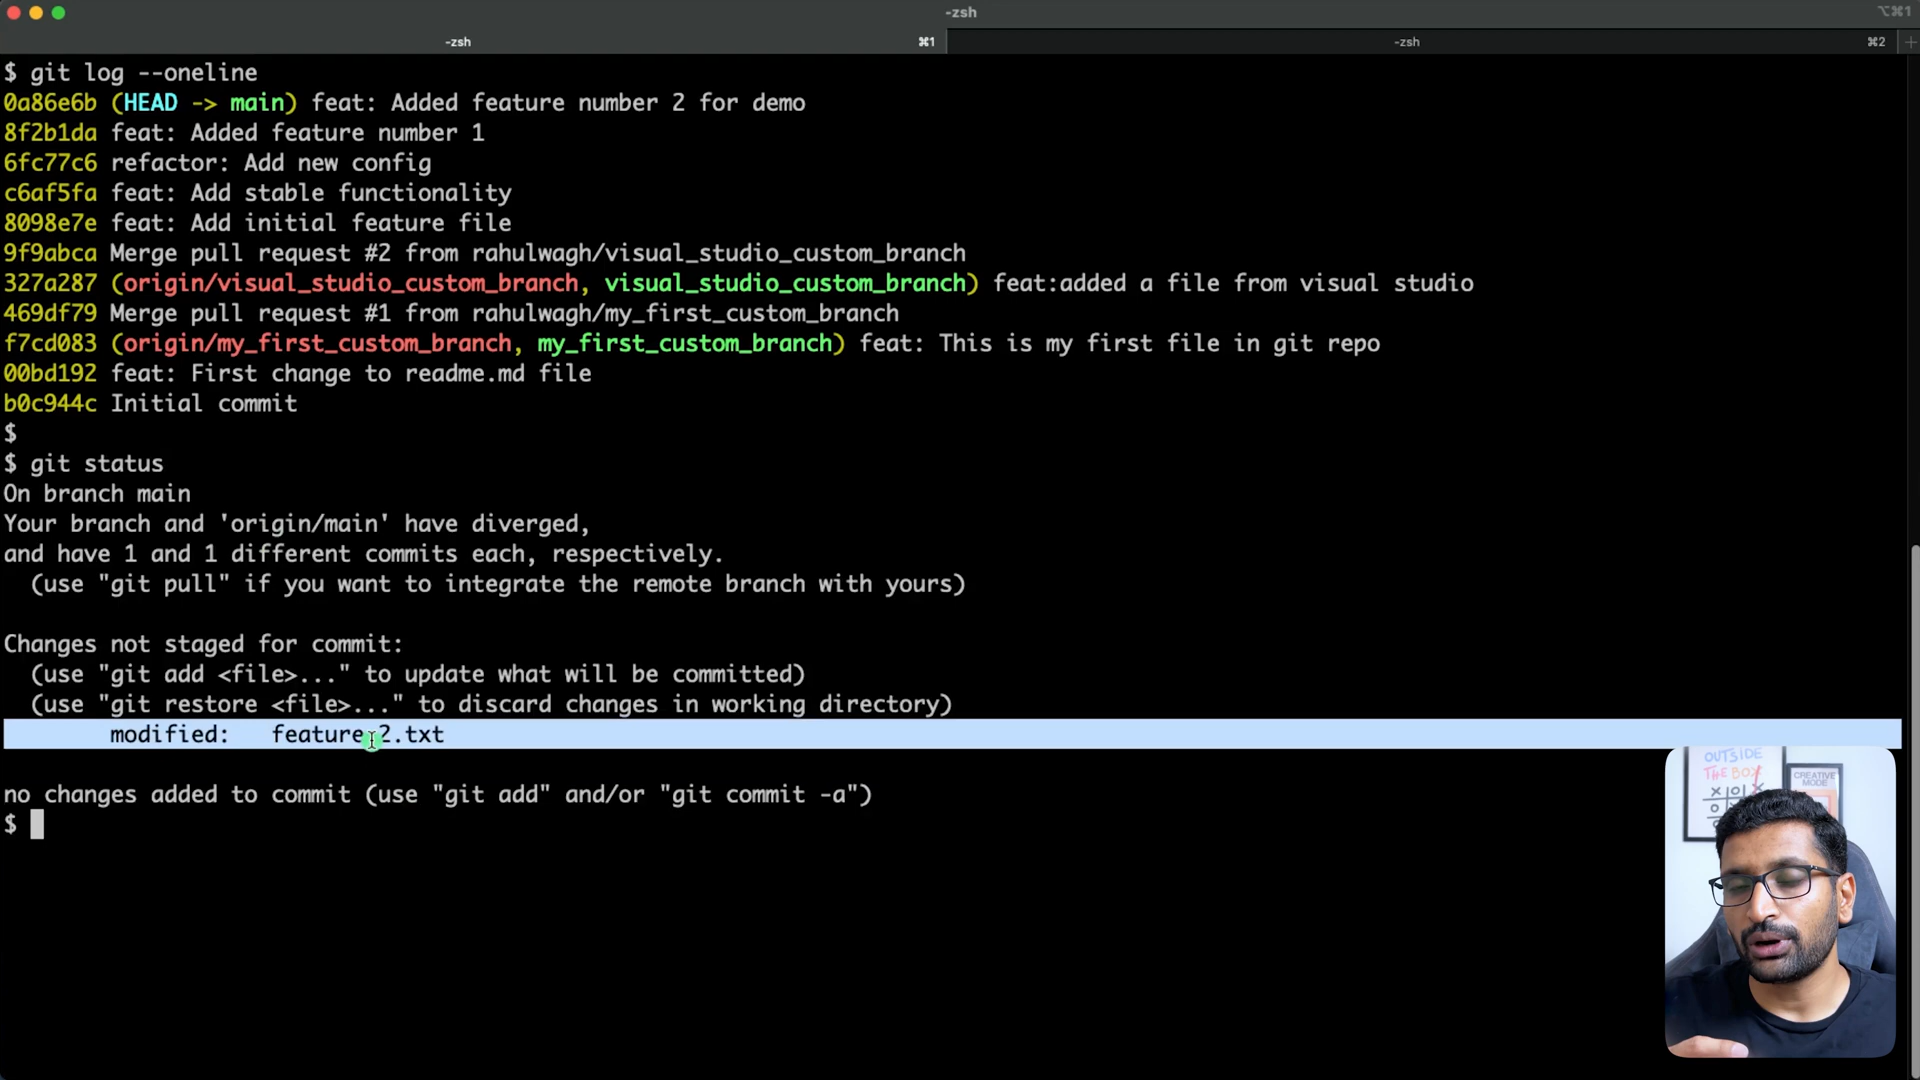 -zsh
⌥⌘1
-zsh ⌘1
-zsh ⌘2 +
$ git log --oneline
0a86e6b (HEAD -> main) feat: Added feature number 2 for demo
8f2b1da feat: Added feature number 1
6fc77c6 refactor: Add new config
c6af5fa feat: Add stable functionality
8098e7e feat: Add initial feature file
9f9abca Merge pull request #2 from rahulwagh/visual_studio_custom_branch
327a287 (origin/visual_studio_custom_branch, visual_studio_custom_branch) feat:added a file from visual studio
469df79 Merge pull request #1 from rahulwagh/my_first_custom_branch
f7cd083 (origin/my_first_custom_branch, my_first_custom_branch) feat: This is my first file in git repo
00bd192 feat: First change to readme.md file
b0c944c Initial commit
$
$ git status
On branch main
Your branch and 'origin/main' have diverged,
and have 1 and 1 different commits each, respectively.
(use "git pull" if you want to integrate the remote branch with yours)
Changes not staged for commit:
(use "git add <file>..." to update what will be committed)
(use "git restore <file>..." to discard changes in working directory)
modified: feature-2.txt
no changes added to commit (use "git add" and/or "git commit -a")
$
OUTSIDE
THE BOX
CREATIVE
MODE